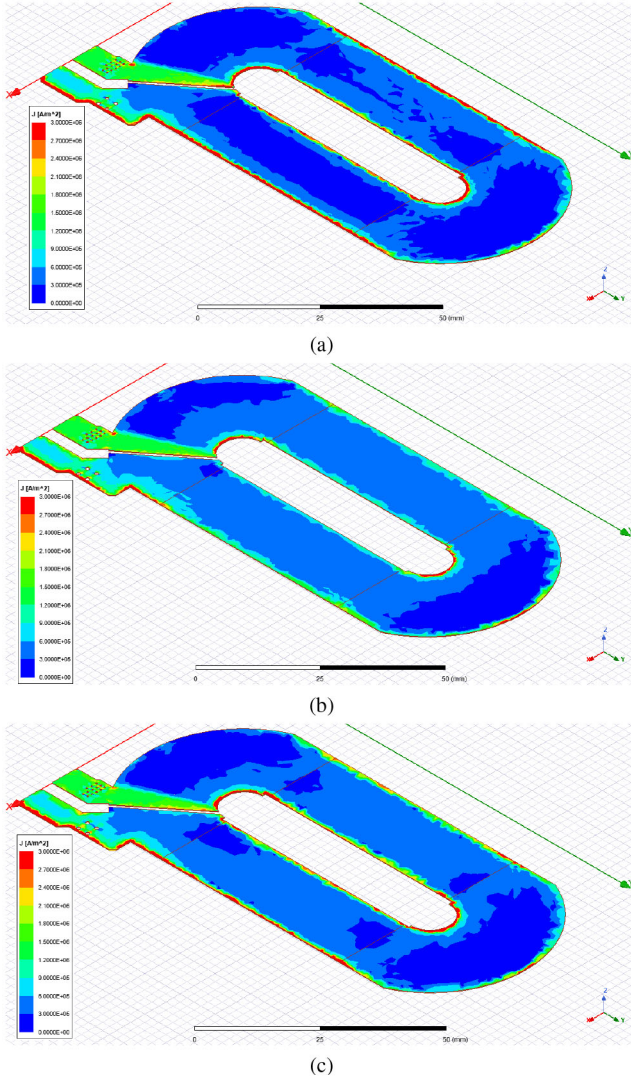 X
Y
J [A/m^2]
3.0000E+06
2.7000E+06
2.4000E+06
2.1000E+06
1.8000E+06
1.5000E+06
1.2000E+06
9.0000E+05
6.0000E+05
3.0000E+05
0.0000E+00
Z
X
Y
0
25
50 (mm)
(a)
X
Y
J [A/m^2]
3.0000E+06
2.7000E+06
2.4000E+06
2.1000E+06
1.8000E+06
1.5000E+06
1.2000E+06
9.0000E+05
6.0000E+05
3.0000E+05
0.0000E+00
Z
X
Y
0
25
50 (mm)
(b)
X
Y
J [A/m^2]
3.0000E+06
2.7000E+06
2.4000E+06
2.1000E+06
1.8000E+06
1.5000E+06
1.2000E+06
9.0000E+05
6.0000E+05
3.0000E+05
0.0000E+00
Z
X
Y
0
25
50 (mm)
(c)